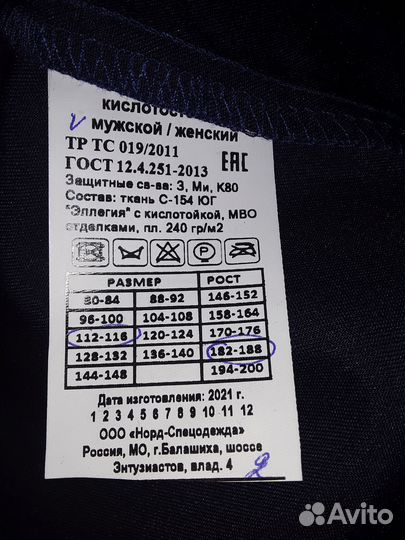 мужской / женский
ТР ТС 019/2011 ЕАС
ГОСТ 12.4.251-2013
Защитные св-ва: З, Ми, К80
Состав: ткань С-154 ЮГ
"Эллегия" с кислотойкой, МВО
отделками, пл. 240 гр/м2
РАЗМЕР РОСТ
80-84 88-92 146-152
96-100 104-108 158-164
112-116 120-124 170-176
128-132 136-140 182-188
144-148 194-200
Дата изготовления: 2021 г.
1 2 3 4 5 6 7 8 9 10 11 12
ООО «Норд-Спецодежда»
Россия, МО, г.Балашиха, шоссе
Энтузиастов, влад. 4
2
Avito